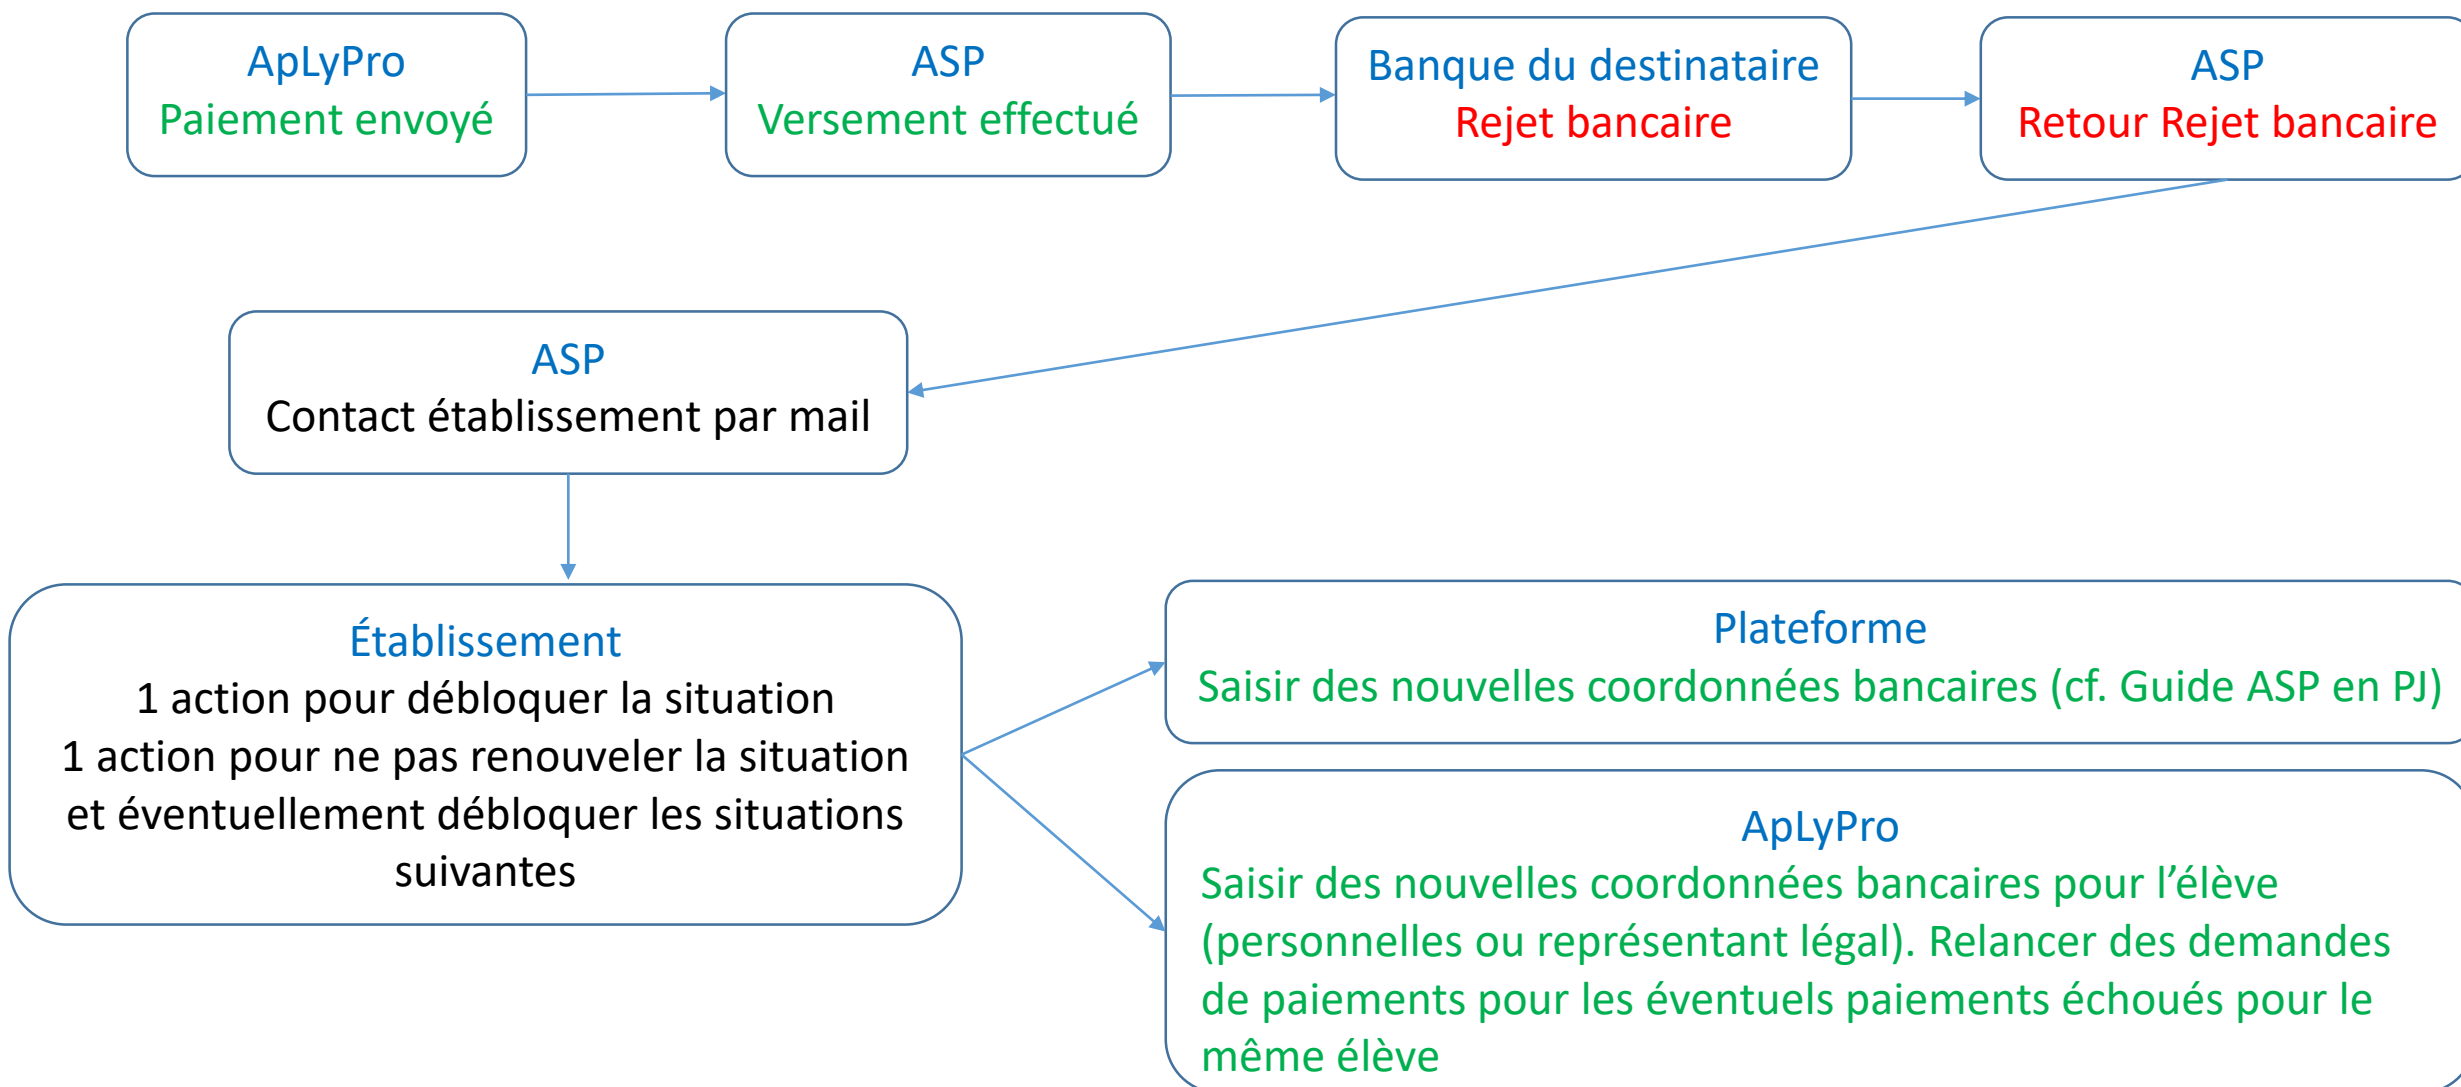 ApLyPro
Paiement envoyé
ASP
Versement effectué
Banque du destinataire
Rejet bancaire
ASP
Retour Rejet bancaire
ASP
Contact établissement par mail
Établissement
1 action pour débloquer la situation
1 action pour ne pas renouveler la situation
et éventuellement débloquer les situations
suivantes
Plateforme
Saisir des nouvelles coordonnées bancaires (cf. Guide ASP en PJ)
ApLyPro
Saisir des nouvelles coordonnées bancaires pour l’élève
(personnelles ou représentant légal). Relancer des demandes
de paiements pour les éventuels paiements échoués pour le
même élève